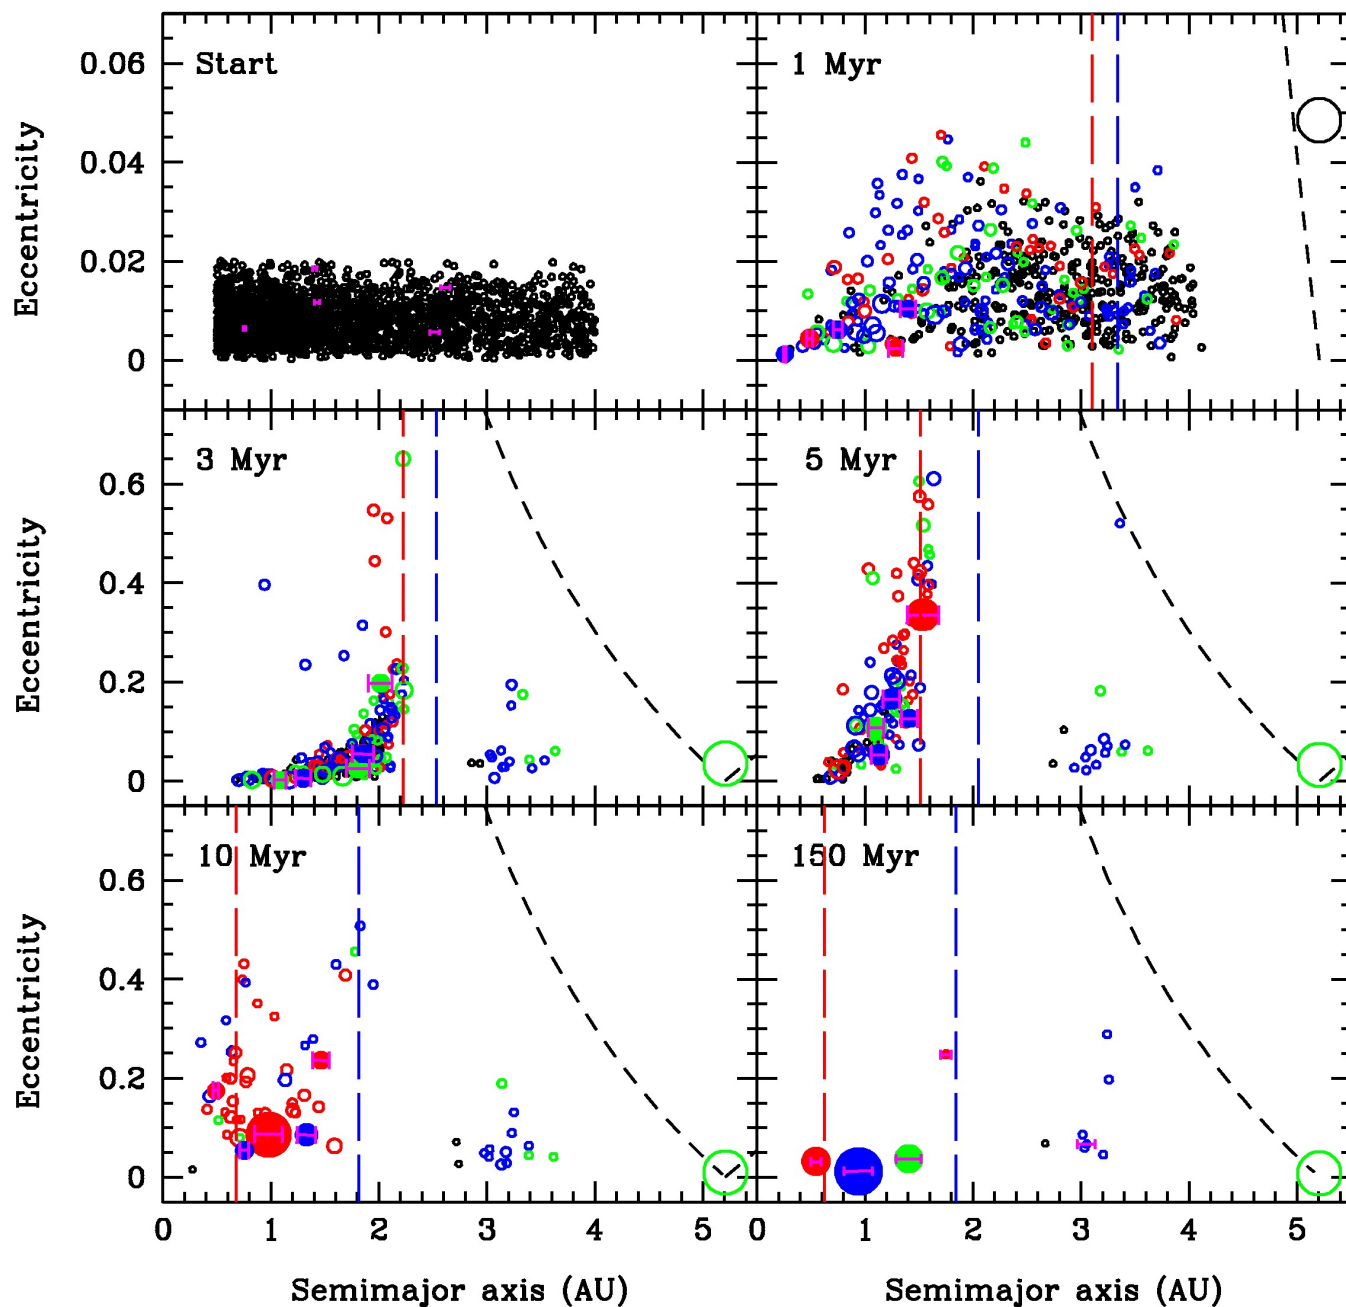 Start
1 Myr
0.06
0.04
0.02
0
Eccentricity
3 Myr
5 Myr
0.6
0.4
0.2
0
Eccentricity
10 Myr
150 Myr
0.6
0.4
0.2
0
Eccentricity
0 1 2 3 4 5 0 1 2 3 4 5
Semimajor axis (AU) Semimajor axis (AU)